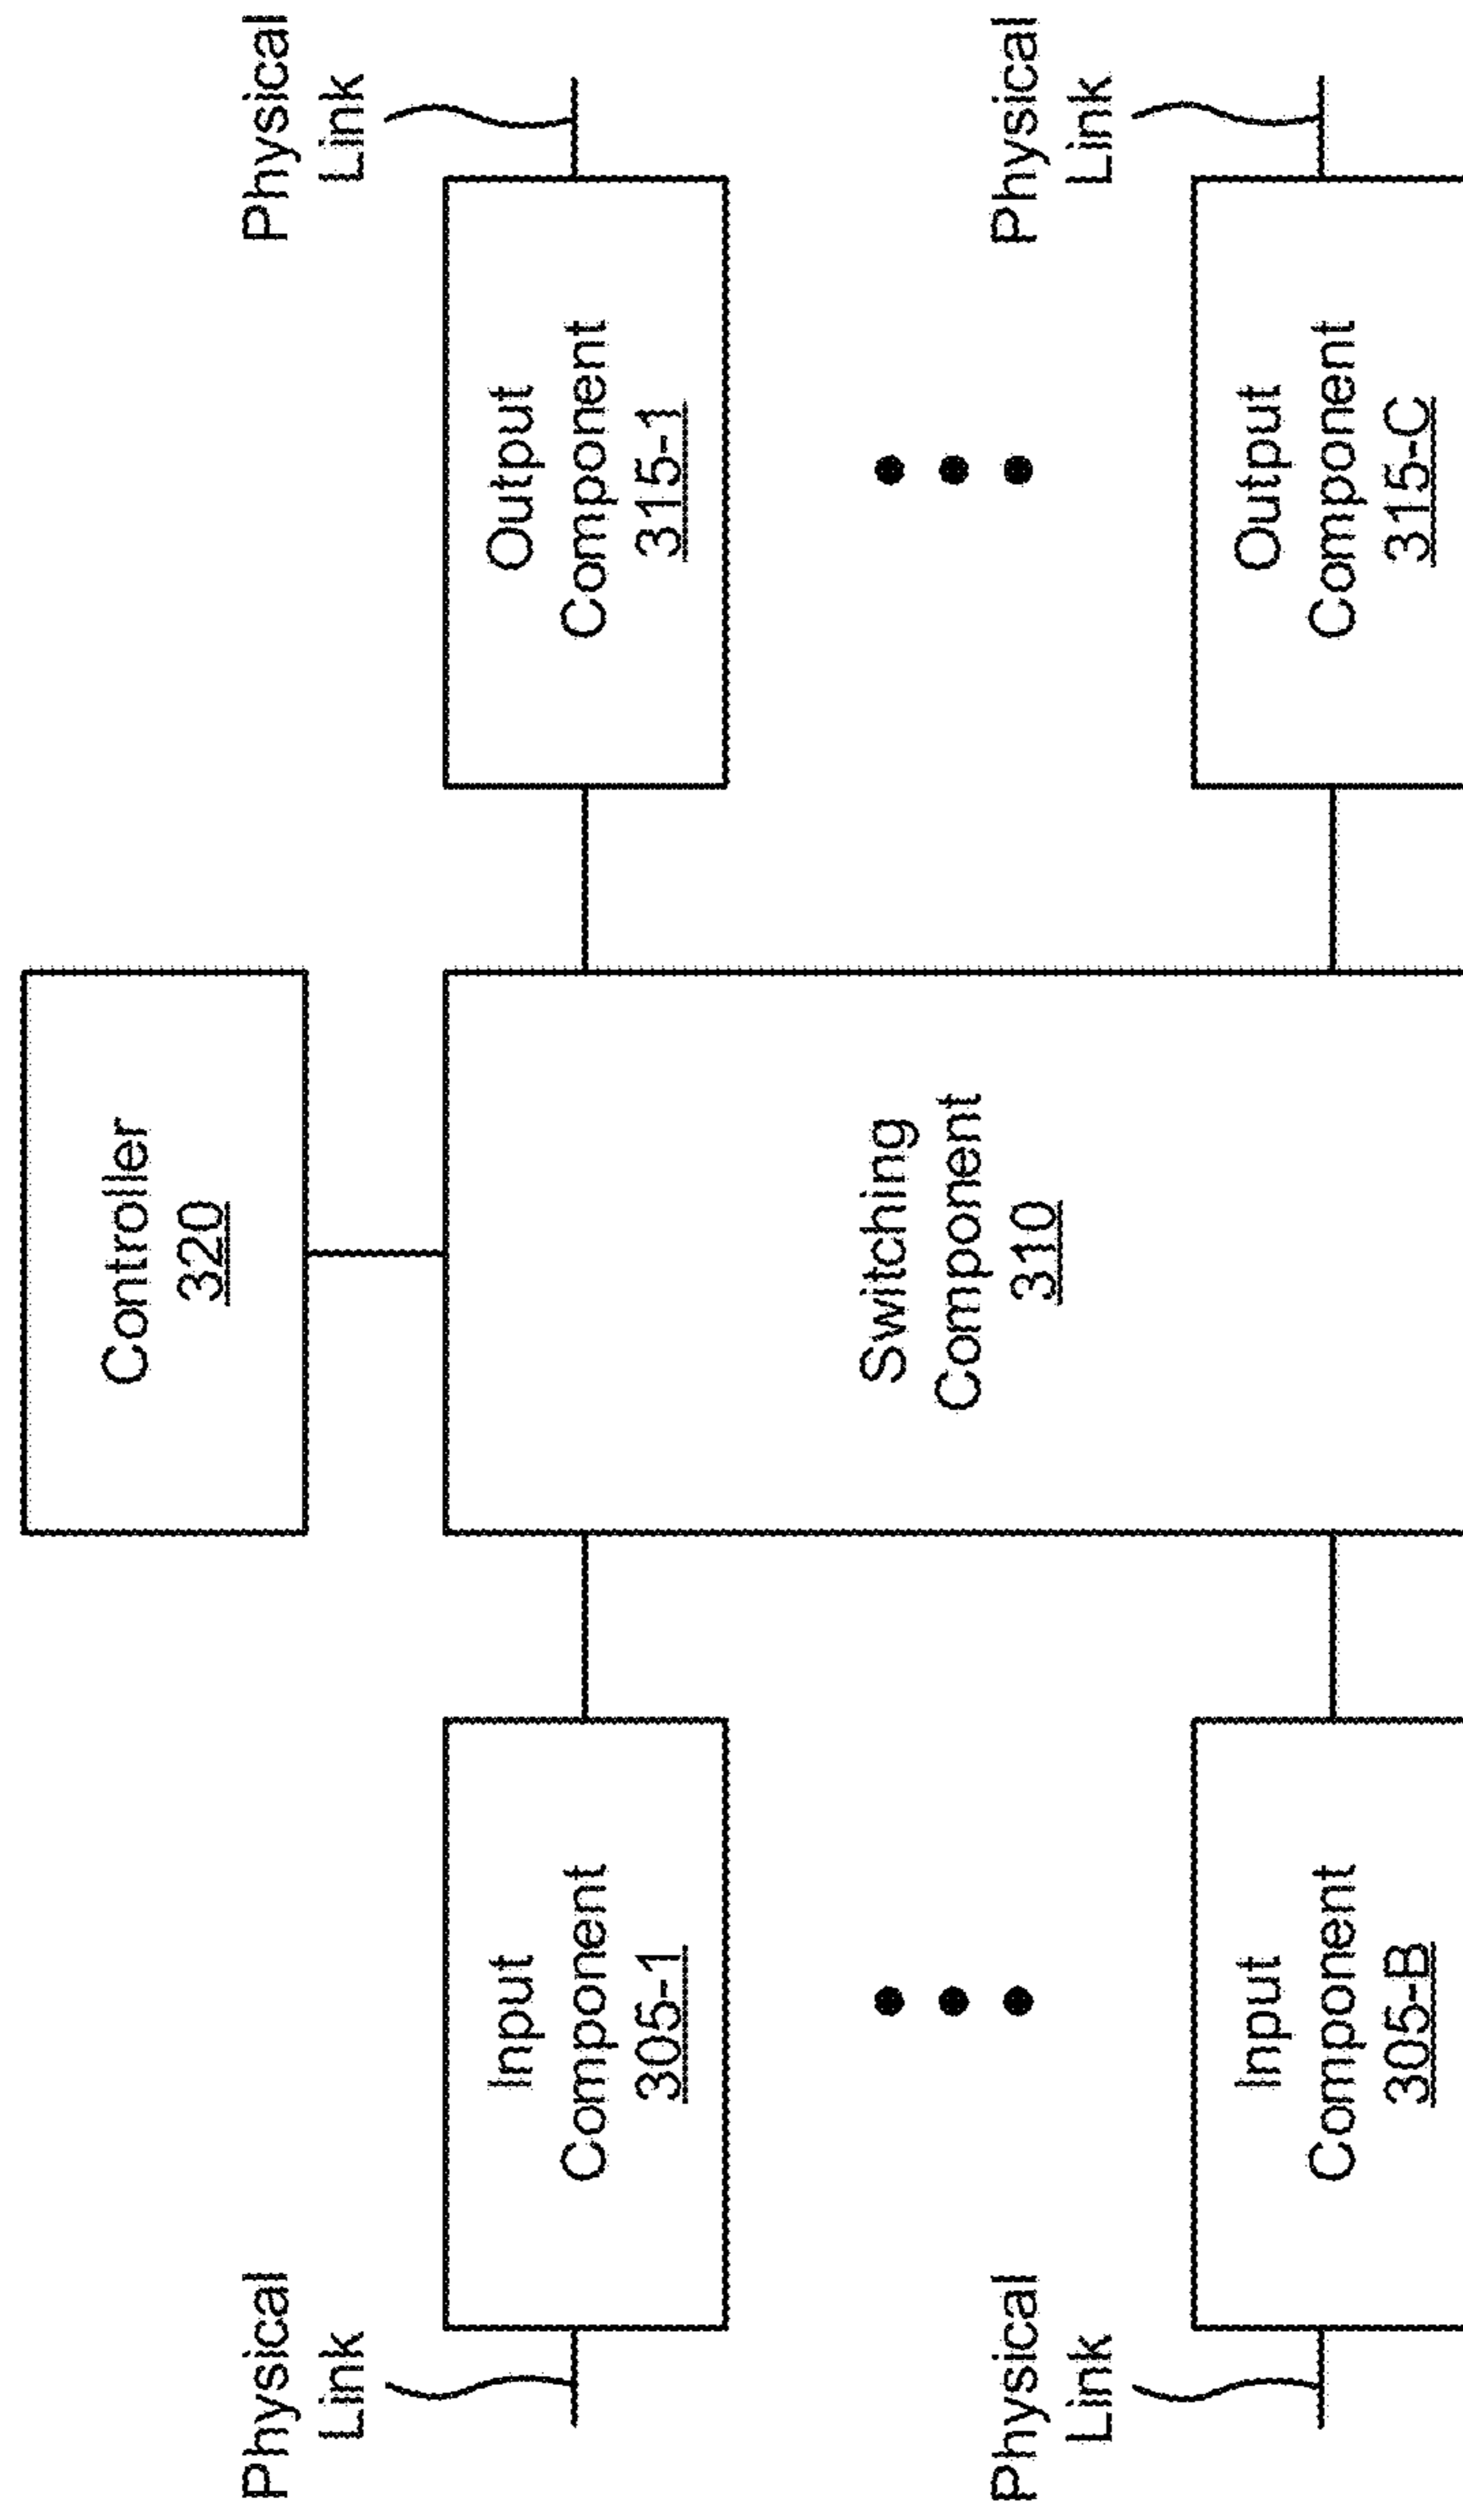 Controller
320
Physical
Link
Physical
Link
Input
Component
305-1
Output
Component
315-1
Switching
Component
310
Physical
Link
Physical
Link
Input
Component
305-B
Output
Component
315-C